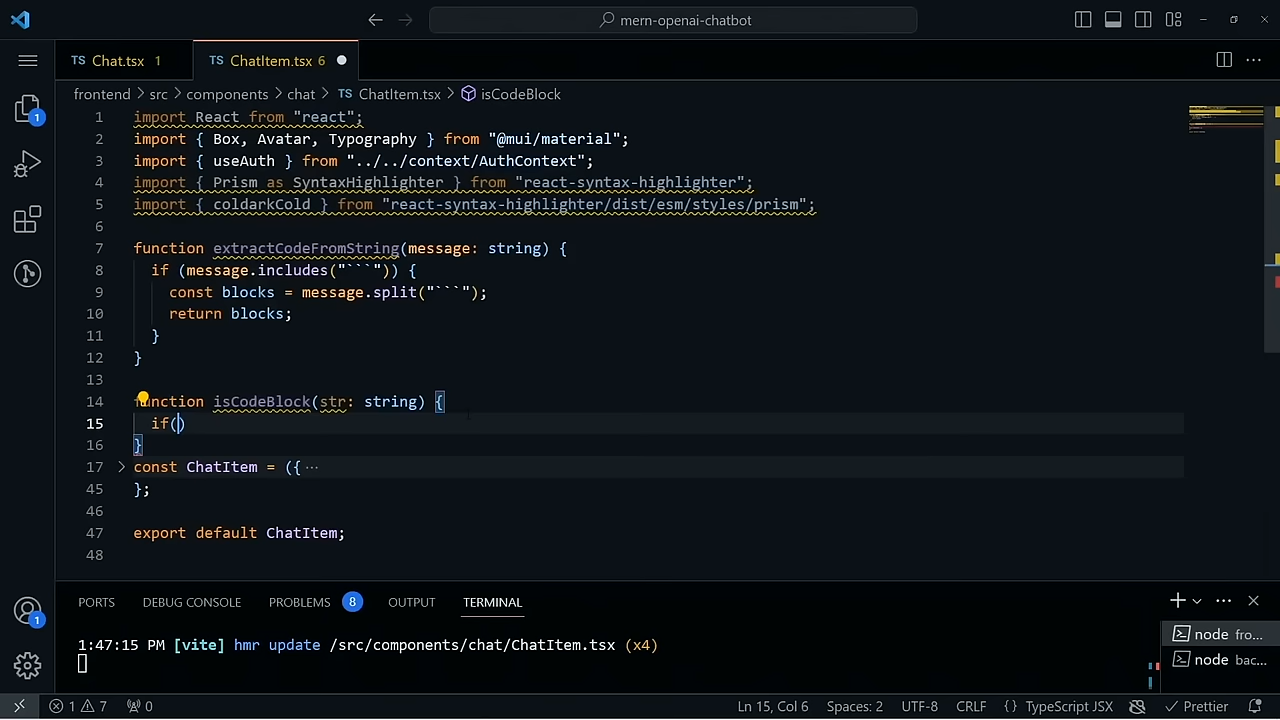 mern-openai-chatbot
TS Chat.tsx 1
TS ChatItem.tsx 6
frontend > src > components > chat > TS ChatItem.tsx > isCodeBlock
1 import React from "react";
2 import { Box, Avatar, Typography } from "@mui/material";
3 import { useAuth } from "../../context/AuthContext";
4 import { Prism as SyntaxHighlighter } from "react-syntax-highlighter";
5 import { coldarkCold } from "react-syntax-highlighter/dist/esm/styles/prism";
6
7 function extractCodeFromString(message: string) {
8 if (message.includes("```")) {
9 const blocks = message.split("```");
10 return blocks;
11 }
12 }
13
14 function isCodeBlock(str: string) {
15 if()
16 }
17 const ChatItem = ({ ···
45 };
46
47 export default ChatItem;
48
1
1
PORTS DEBUG CONSOLE PROBLEMS 8 OUTPUT TERMINAL
1:47:15 PM [vite] hmr update /src/components/chat/ChatItem.tsx (x4)
node fro...
node bac...
1 7 0 Ln 15, Col 6 Spaces: 2 UTF-8 CRLF {} TypeScript JSX Prettier